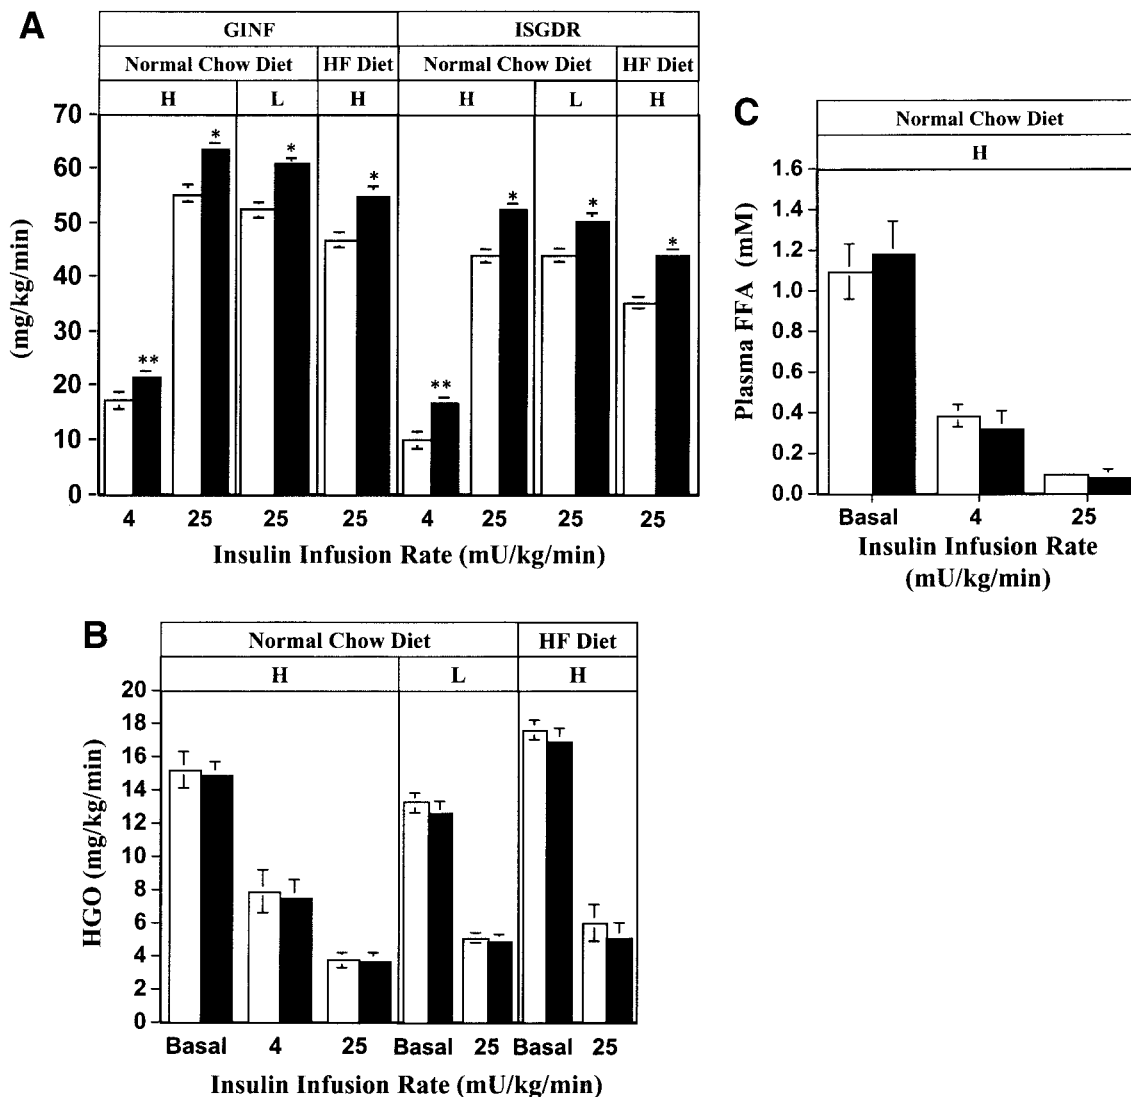 A
GINF ISGDR
Normal Chow Diet HF Diet Normal Chow Diet HF Diet
H L H H L H
70
60
50
40
30
20
10
0
(mg/kg/min)
* * * * * *
** **
4 25 25 25 4 25 25 25
Insulin Infusion Rate (mU/kg/min)
C
Normal Chow Diet
H
1.6
1.4
1.2
1.0
0.8
0.6
0.4
0.2
0.0
Plasma FFA (mM)
Basal 4 25
Insulin Infusion Rate
(mU/kg/min)
B
Normal Chow Diet HF Diet
H L H
20
18
16
14
12
10
8
6
4
2
0
HGO (mg/kg/min)
Basal 4 25 Basal 25 Basal 25
Insulin Infusion Rate (mU/kg/min)